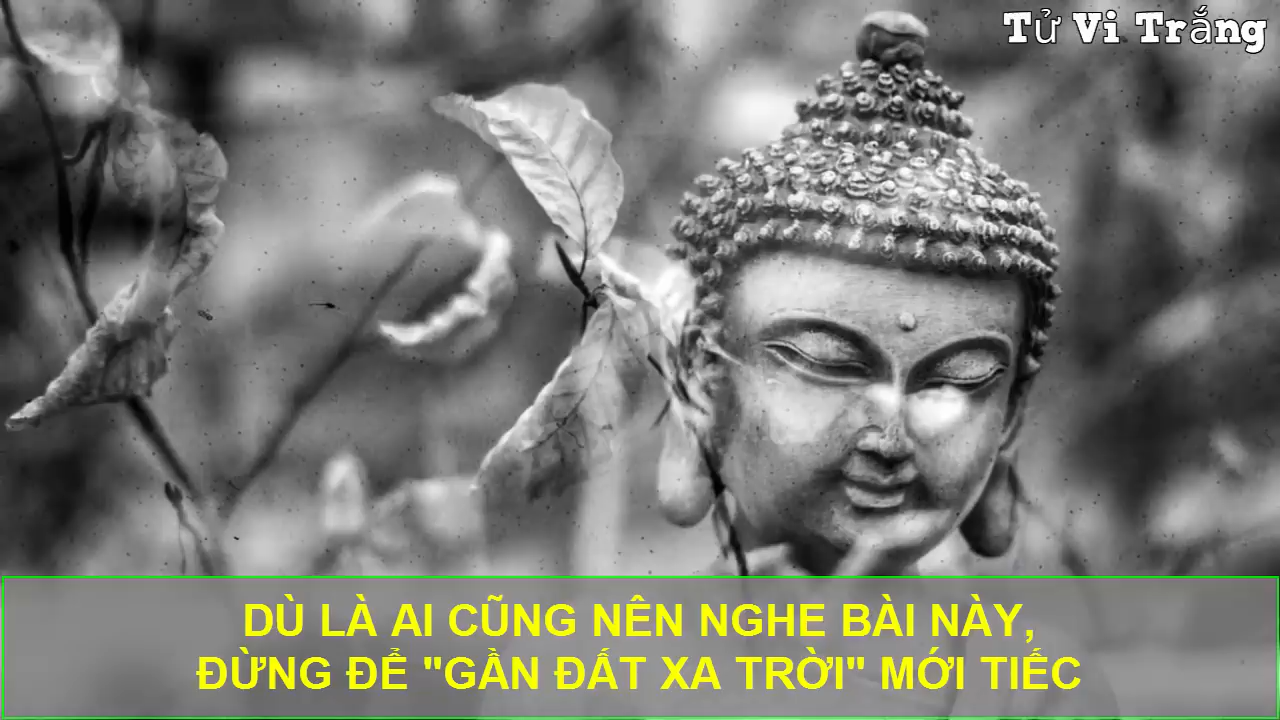 Tử Vi Trắng
DÙ LÀ AI CŨNG NÊN NGHE BÀI NÀY,
ĐỪNG ĐỂ "GẦN ĐẤT XA TRỜI" MỚI TIẾC